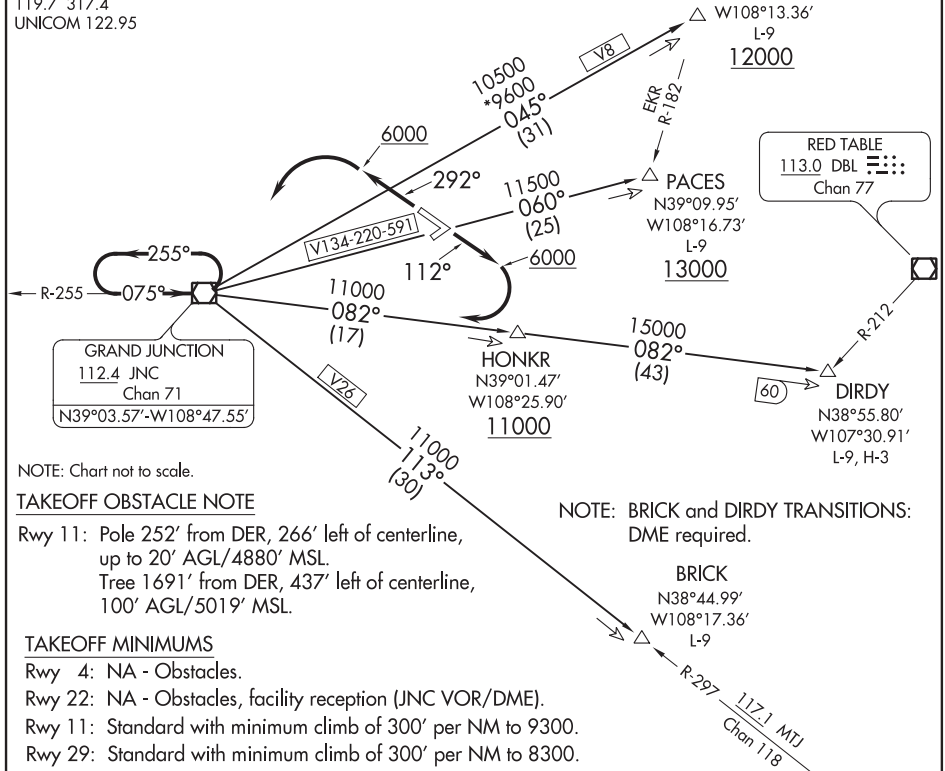 119.7 317.4
UNICOM 122.95
W108°13.36'
L-9
12000
V8
10500
*9600
045°
(31)
EKR
R-182
6000
292°
11500
060°
(25)
PACES
N39°09.95'
W108°16.73'
L-9
13000
RED TABLE
113.0 DBL
Chan 77
V134-220-591
112°
6000
255°
R-255
075°
11000
082°
(17)
R-212
GRAND JUNCTION
112.4 JNC
Chan 71
N39°03.57'-W108°47.55'
HONKR
N39°01.47'
W108°25.90'
11000
15000
082°
(43)
60
DIRDY
N38°55.80'
W107°30.91'
L-9, H-3
V26
11000
113°
(30)
NOTE: Chart not to scale.
TAKEOFF OBSTACLE NOTE
Rwy 11: Pole 252' from DER, 266' left of centerline,
up to 20' AGL/4880' MSL.
Tree 1691' from DER, 437' left of centerline,
100' AGL/5019' MSL.
NOTE: BRICK and DIRDY TRANSITIONS:
DME required.
BRICK
N38°44.99'
W108°17.36'
L-9
R-297
117.1 MTJ
Chan 118
TAKEOFF MINIMUMS
Rwy 4: NA - Obstacles.
Rwy 22: NA - Obstacles, facility reception (JNC VOR/DME).
Rwy 11: Standard with minimum climb of 300' per NM to 9300.
Rwy 29: Standard with minimum climb of 300' per NM to 8300.